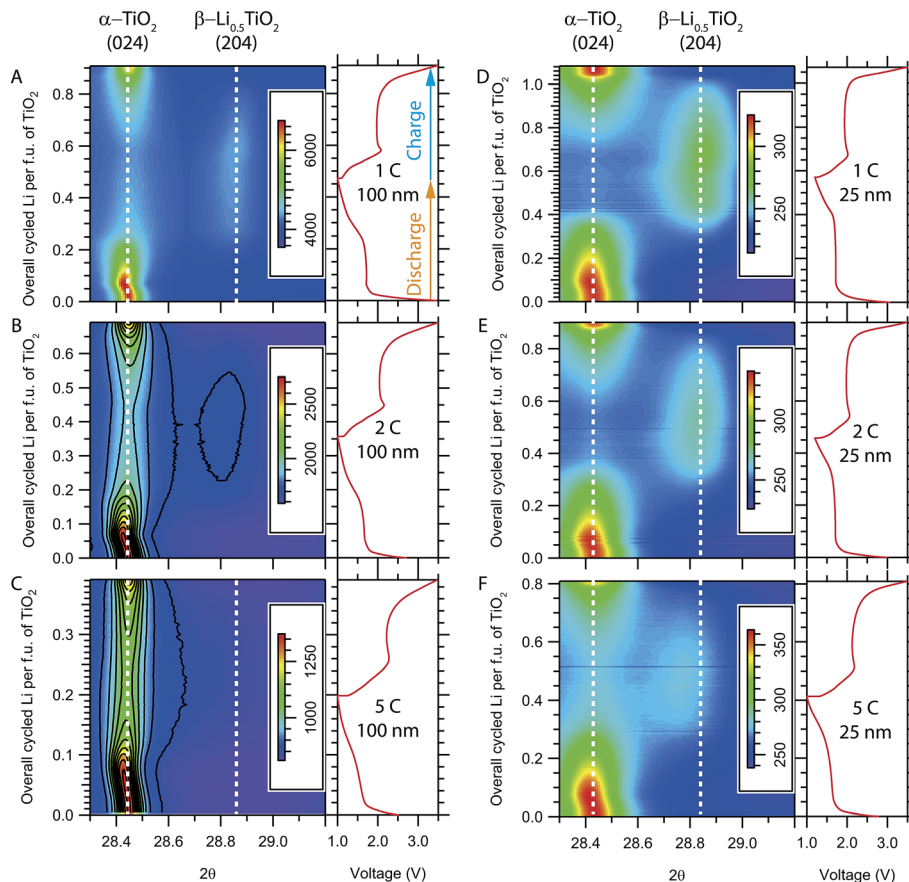 α–TiO₂
(024)
β–Li₀.₅TiO₂
(204)
α–TiO₂
(024)
β–Li₀.₅TiO₂
(204)
A
Overall cycled Li per f.u. of TiO₂
0.8
0.6
0.4
0.2
0.0
6000
4000
1 C
100 nm
Charge
Discharge
D
Overall cycled Li per f.u. of TiO₂
1.0
0.8
0.6
0.4
0.2
0.0
300
250
1 C
25 nm
B
Overall cycled Li per f.u. of TiO₂
0.6
0.5
0.4
0.3
0.2
0.1
0.0
2500
2000
2 C
100 nm
E
Overall cycled Li per f.u. of TiO₂
0.8
0.6
0.4
0.2
0.0
300
250
2 C
25 nm
C
Overall cycled Li per f.u. of TiO₂
0.3
0.2
0.1
0.0
1250
1000
5 C
100 nm
F
Overall cycled Li per f.u. of TiO₂
0.8
0.6
0.4
0.2
0.0
350
300
250
5 C
25 nm
28.4 28.6 28.8 29.0
1.0 2.0 3.0
28.4 28.6 28.8 29.0
1.0 2.0 3.0
2θ
Voltage (V)
2θ
Voltage (V)